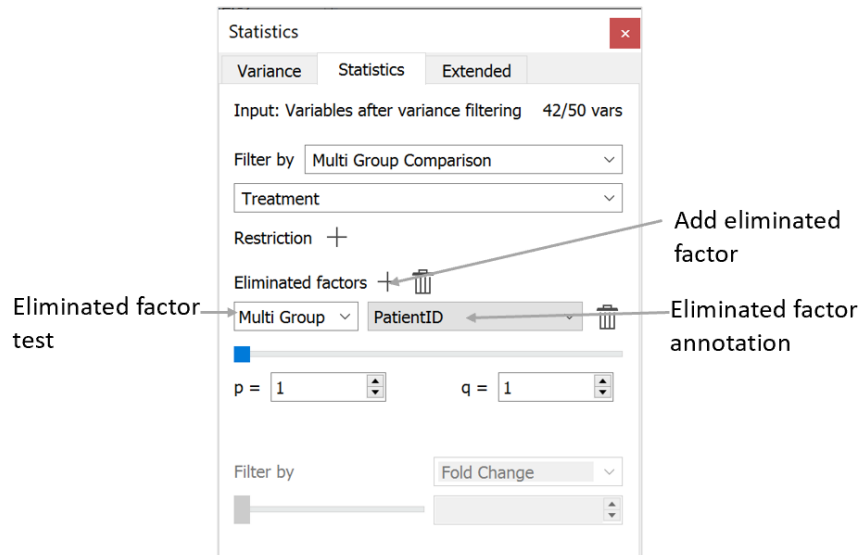 Statistics
Variance Statistics Extended
Input: Variables after variance filtering 42/50 vars
Filter by Multi Group Comparison
Treatment
Restriction
Add eliminated
factor
Eliminated factors
Eliminated factor
test
Multi Group PatientID
Eliminated factor
annotation
p = 1 q = 1
Filter by Fold Change